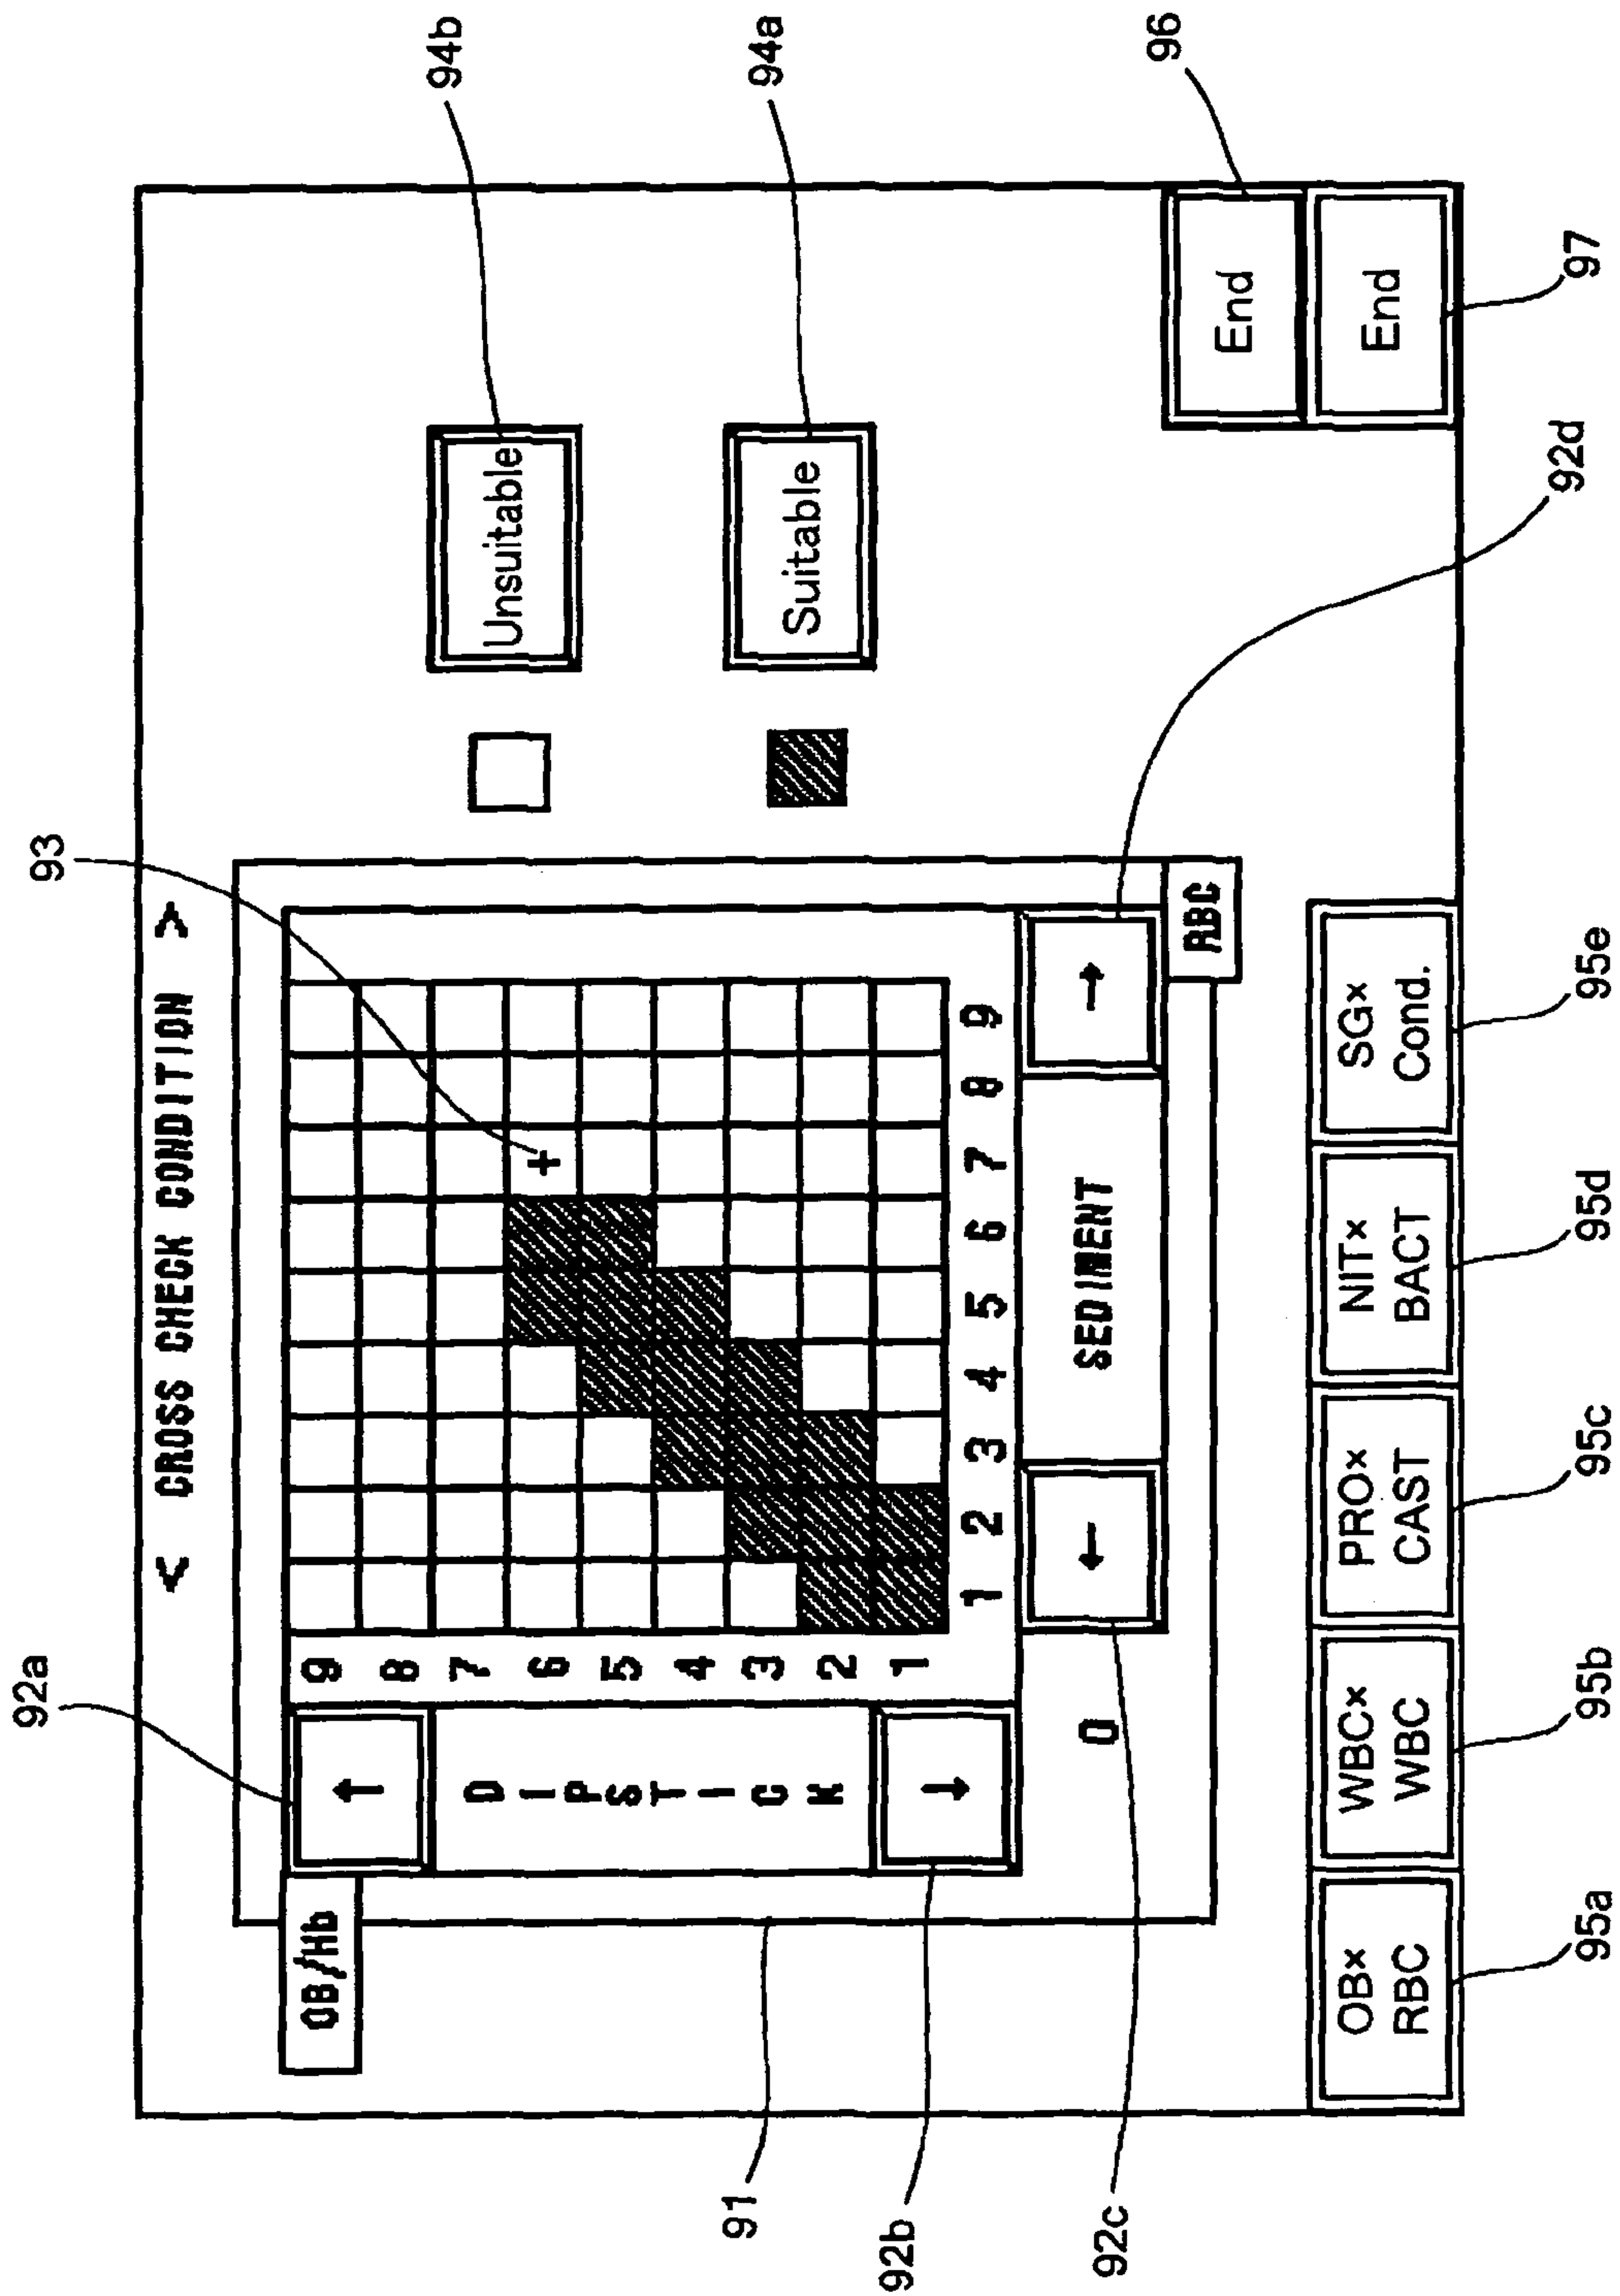 < CROSS CHECK CONDITION >
OB/Hb
92a
93
94b
94a
96
97
91
92b
92c
92d
↑
DIPSTICK
↓
9
8
7
6
5
4
3
2
1
+
1 2 3 4 5 6 7 8 9
0
← SEDIMENT →
RBC
Unsuitable
Suitable
End
End
OB×
RBC
WBC×
WBC
PRO×
CAST
NIT×
BACT
SG×
Cond.
95a
95b
95c
95d
95e